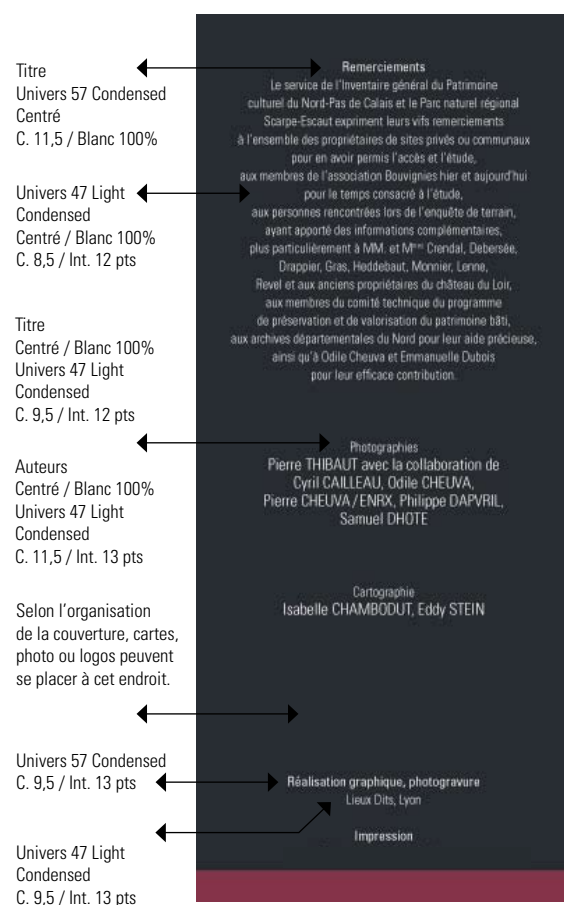 Titre
Univers 57 Condensed
Centré
C. 11,5 / Blanc 100%
Univers 47 Light
Condensed
Centré / Blanc 100%
C. 8,5 / Int. 12 pts
Titre
Centré / Blanc 100%
Univers 47 Light
Condensed
C. 9,5 / Int. 12 pts
Auteurs
Centré / Blanc 100%
Univers 47 Light
Condensed
C. 11,5 / Int. 13 pts
Selon l’organisation
de la couverture, cartes,
photo ou logos peuvent
se placer à cet endroit.
Univers 57 Condensed
C. 9,5 / Int. 13 pts
Univers 47 Light
Condensed
C. 9,5 / Int. 13 pts
Remerciements
Le service de l’Inventaire général du Patrimoine
culturel du Nord-Pas de Calais et le Parc naturel régional
Scarpe-Escaut expriment leurs vifs remerciements
à l’ensemble des propriétaires de sites privés ou communaux
pour en avoir permis l’accès et l’étude,
aux membres de l’association Bouvignies hier et aujourd’hui
pour le temps consacré à l’étude,
aux personnes rencontrées lors de l’enquête de terrain,
ayant apporté des informations complémentaires,
plus particulièrement à MM. et Mmes Crendal, Debersée,
Drappier, Gras, Heddebaut, Monnier, Lenne,
Revel et aux anciens propriétaires du château du Loir,
aux membres du comité technique du programme
de préservation et de valorisation du patrimoine bâti,
aux archives départementales du Nord pour leur aide précieuse,
ainsi qu’à Odile Cheuva et Emmanuelle Dubois
pour leur efficace contribution.
Photographies
Pierre THIBAUT avec la collaboration de
Cyril CAILLEAU, Odile CHEUVA,
Pierre CHEUVA/ENRX, Philippe DAPVRIL,
Samuel DHOTE
Cartographie
Isabelle CHAMBODUT, Eddy STEIN
Réalisation graphique, photogravure
Lieux Dits, Lyon
Impression